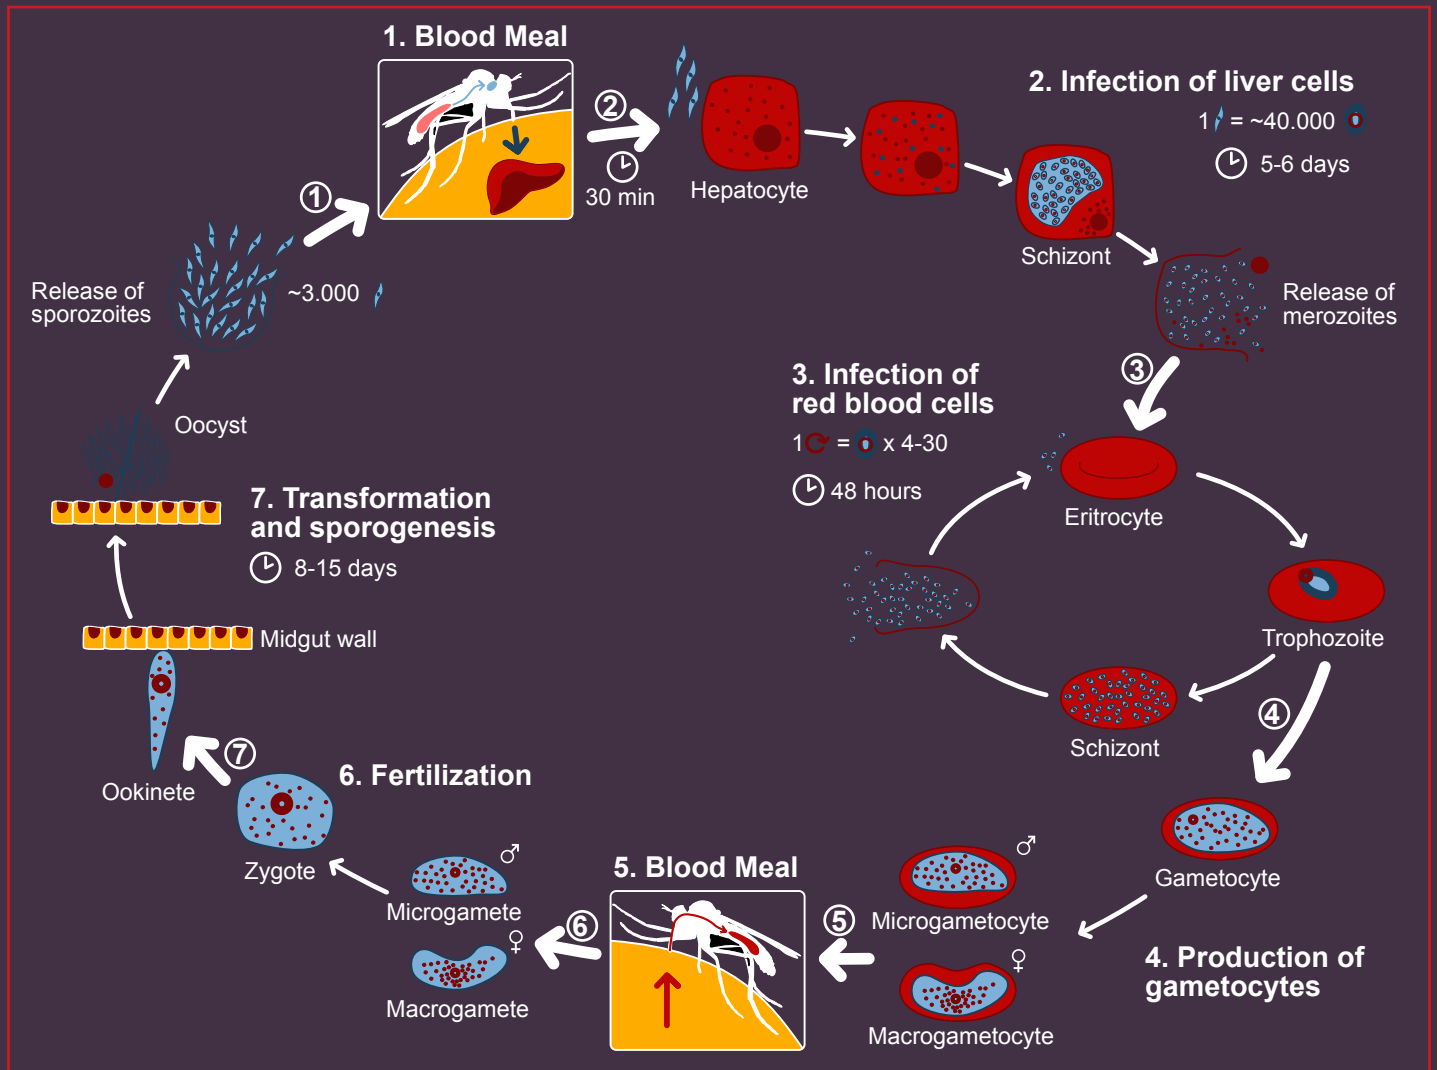 1. Blood Meal
①
②
30 min
Hepatocyte
2. Infection of liver cells
1 = ~40.000
5-6 days
Schizont
Release of
merozoites
③
3. Infection of
red blood cells
1 = x 4-30
48 hours
Eritrocyte
Trophozoite
Schizont
④
Gametocyte
4. Production of
gametocytes
♂
Microgametocyte
♀
Macrogametocyte
⑤
5. Blood Meal
⑥
6. Fertilization
♂
Microgamete
♀
Macrogamete
Zygote
⑦
Ookinete
Midgut wall
7. Transformation
and sporogenesis
8-15 days
Oocyst
Release of
sporozoites
~3.000